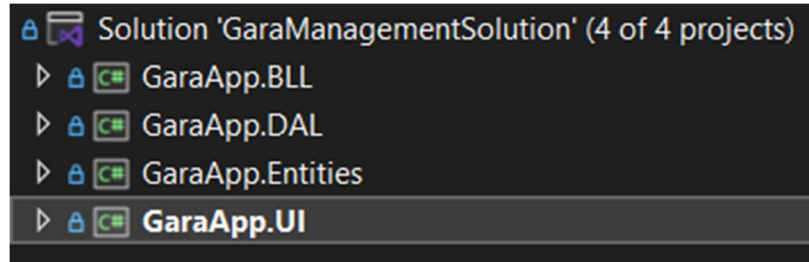 Solution 'GaraManagementSolution' (4 of 4 projects)
C# GaraApp.BLL
C# GaraApp.DAL
C# GaraApp.Entities
C# GaraApp.UI